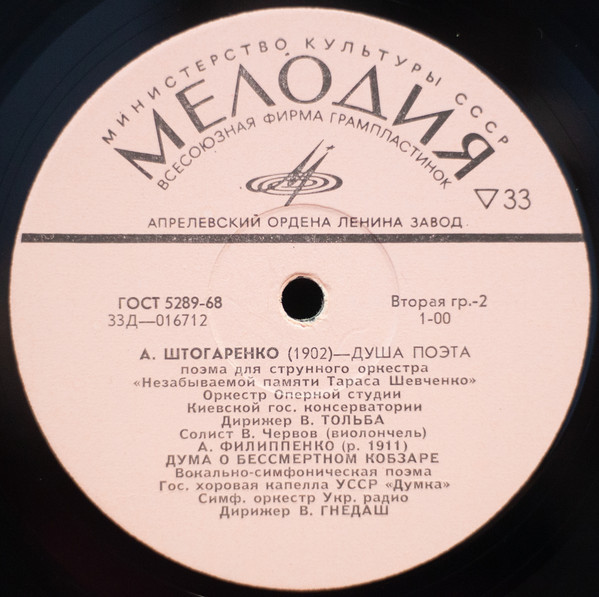 МИНИСТЕРСТВО КУЛЬТУРЫ СССР
МЕЛОДИЯ
ВСЕСОЮЗНАЯ ФИРМА ГРАМПЛАСТИНОК
▽33
АПРЕЛЕВСКИЙ ОРДЕНА ЛЕНИНА ЗАВОД
ГОСТ 5289-68
33Д—016712
Вторая гр.-2
1-00
А. ШТОГАРЕНКО (1902)—ДУША ПОЭТА
поэма для струнного оркестра
«Незабываемой памяти Тараса Шевченко»
Оркестр Оперной студии
Киевской гос. консерватории
Дирижер В. ТОЛЬБА
Солист В. Червов (виолончель)
А. ФИЛИППЕНКО (р. 1911)
ДУМА О БЕССМЕРТНОМ КОБЗАРЕ
Вокально-симфоническая поэма
Гос. хоровая капелла УССР «Думка»
Симф. оркестр Укр. радио
Дирижер В. ГНЕДАШ